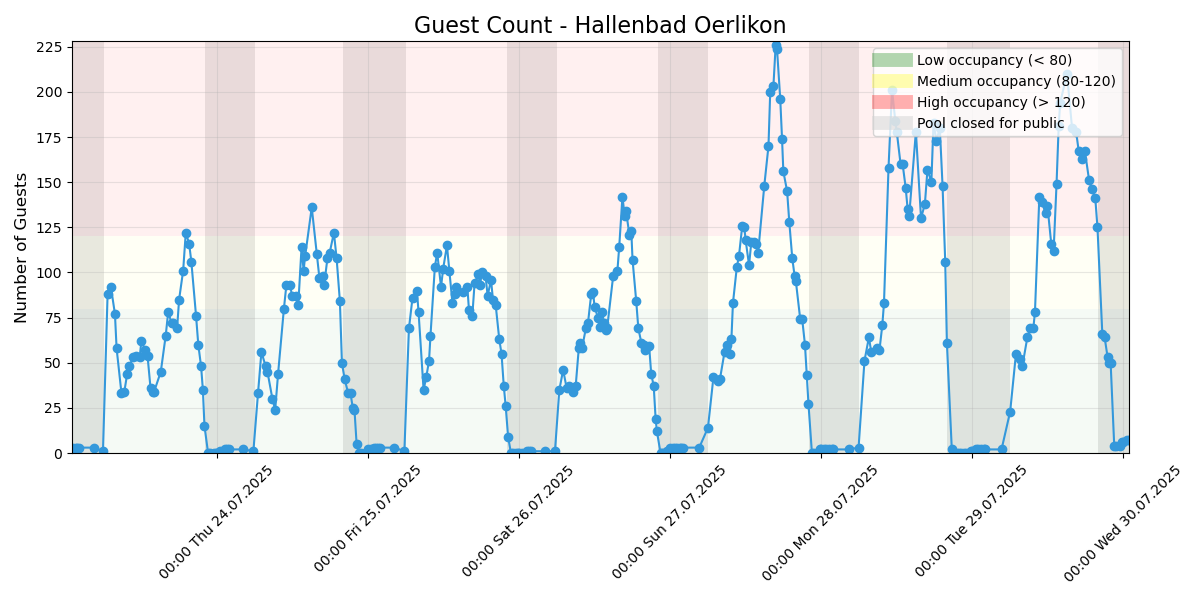 Guest Count - Hallenbad Oerlikon
Number of Guests
225
200
175
150
125
100
75
50
25
0
Low occupancy (< 80)
Medium occupancy (80-120)
High occupancy (> 120)
Pool closed for public
00:00 Thu 24.07.2025
00:00 Fri 25.07.2025
00:00 Sat 26.07.2025
00:00 Sun 27.07.2025
00:00 Mon 28.07.2025
00:00 Tue 29.07.2025
00:00 Wed 30.07.2025